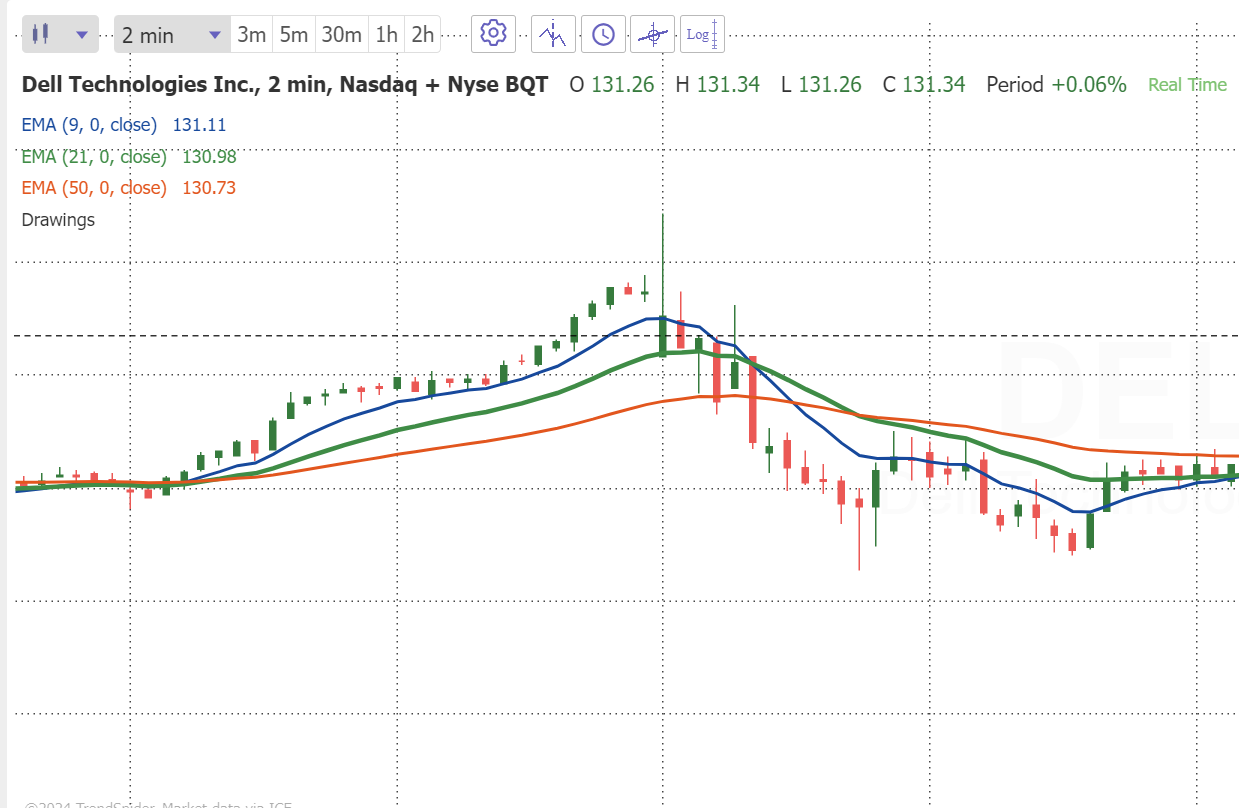 2 min 3m 5m 30m 1h 2h Log
Dell Technologies Inc., 2 min, Nasdaq + Nyse BQT O 131.26 H 131.34 L 131.26 C 131.34 Period +0.06% Real Time
EMA (9, 0, close) 131.11
EMA (21, 0, close) 130.98
EMA (50, 0, close) 130.73
Drawings
DEL
©2024 TrendSpider. Market data via ICE